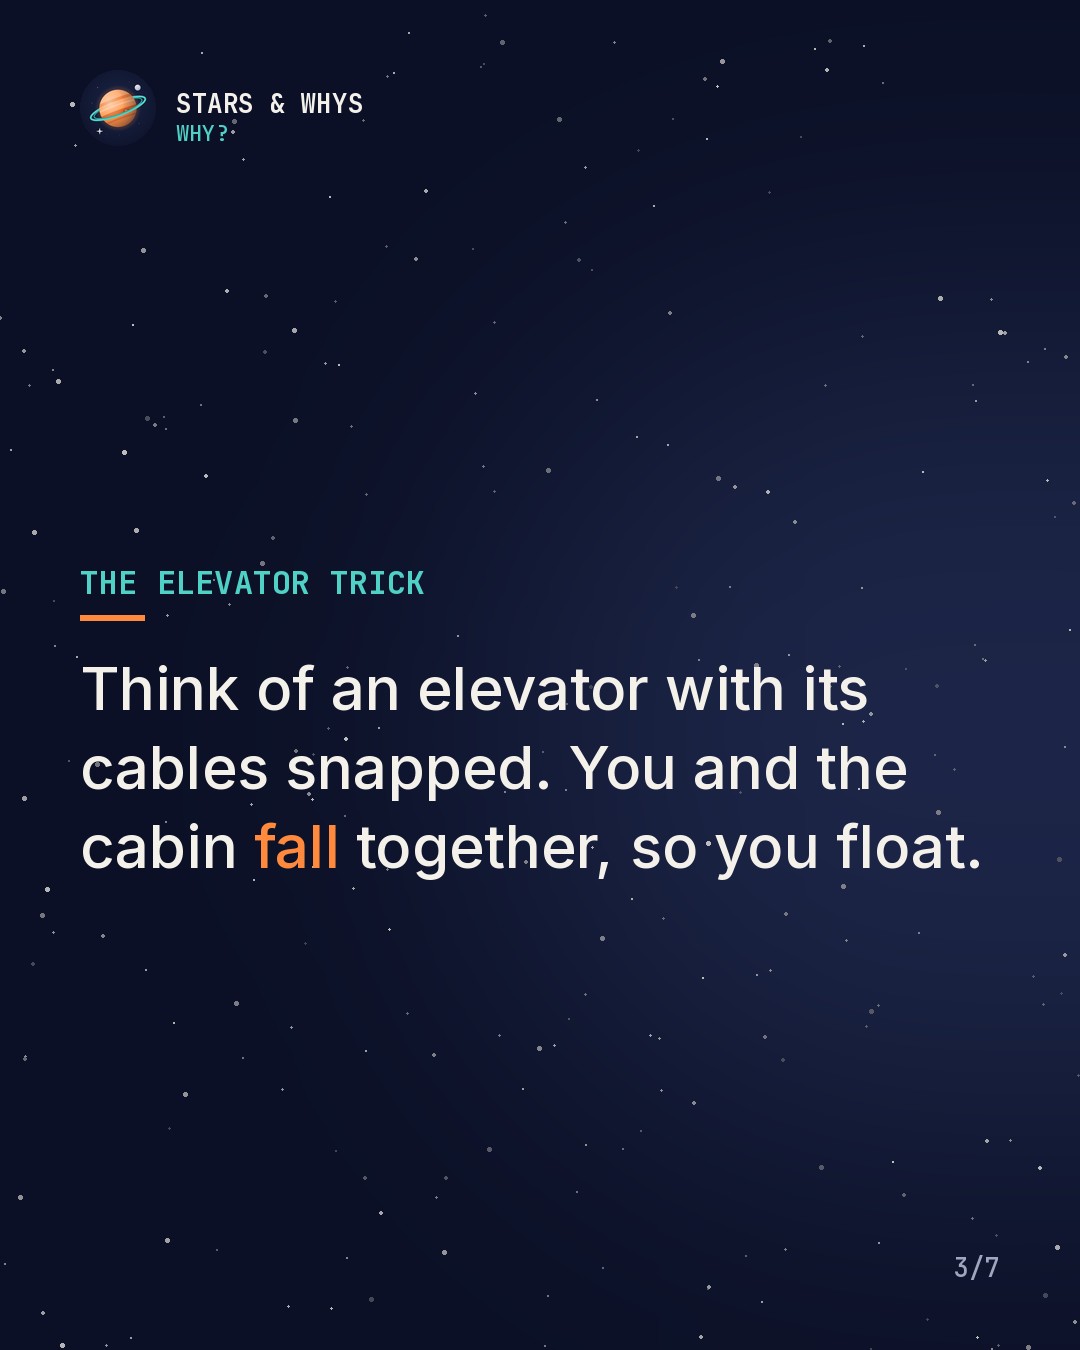 STARS & WHYS
WHY?
THE ELEVATOR TRICK
Think of an elevator with its
cables snapped. You and the
cabin fall together, so you float.
3/7